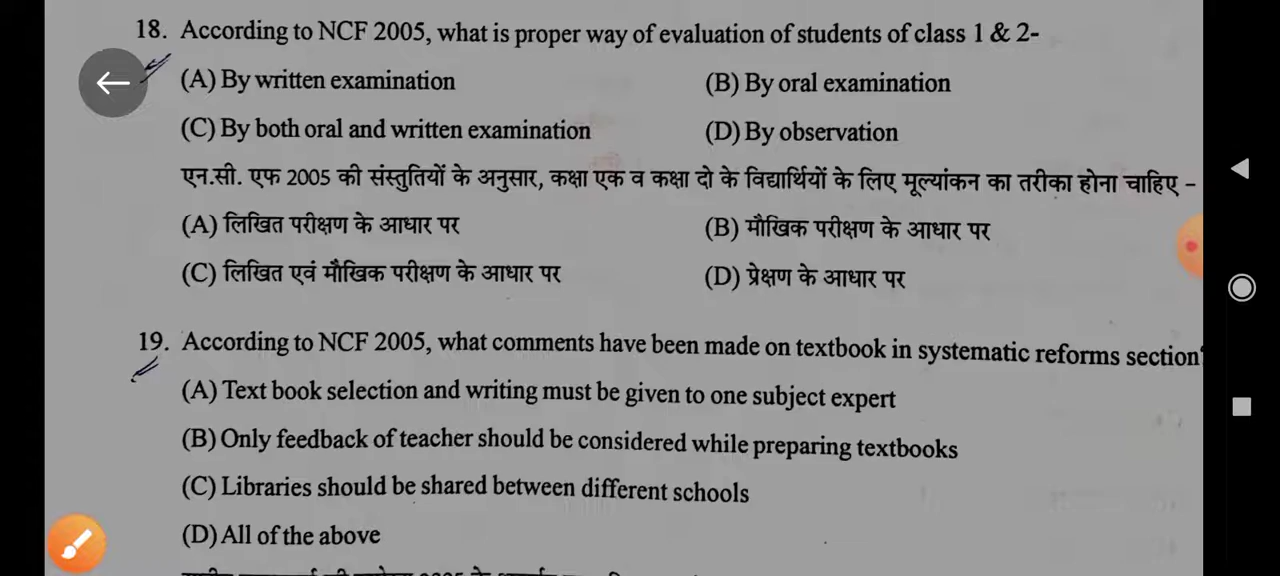 18. According to NCF 2005, what is proper way of evaluation of students of class 1 & 2-
(A) By written examination (B) By oral examination
(C) By both oral and written examination (D) By observation
एन.सी. एफ 2005 की संस्तुतियों के अनुसार, कक्षा एक व कक्षा दो के विद्यार्थियों के लिए मूल्यांकन का तरीका होना चाहिए -
(A) लिखित परीक्षण के आधार पर (B) मौखिक परीक्षण के आधार पर
(C) लिखित एवं मौखिक परीक्षण के आधार पर (D) प्रेक्षण के आधार पर
19. According to NCF 2005, what comments have been made on textbook in systematic reforms section
(A) Text book selection and writing must be given to one subject expert
(B) Only feedback of teacher should be considered while preparing textbooks
(C) Libraries should be shared between different schools
(D) All of the above